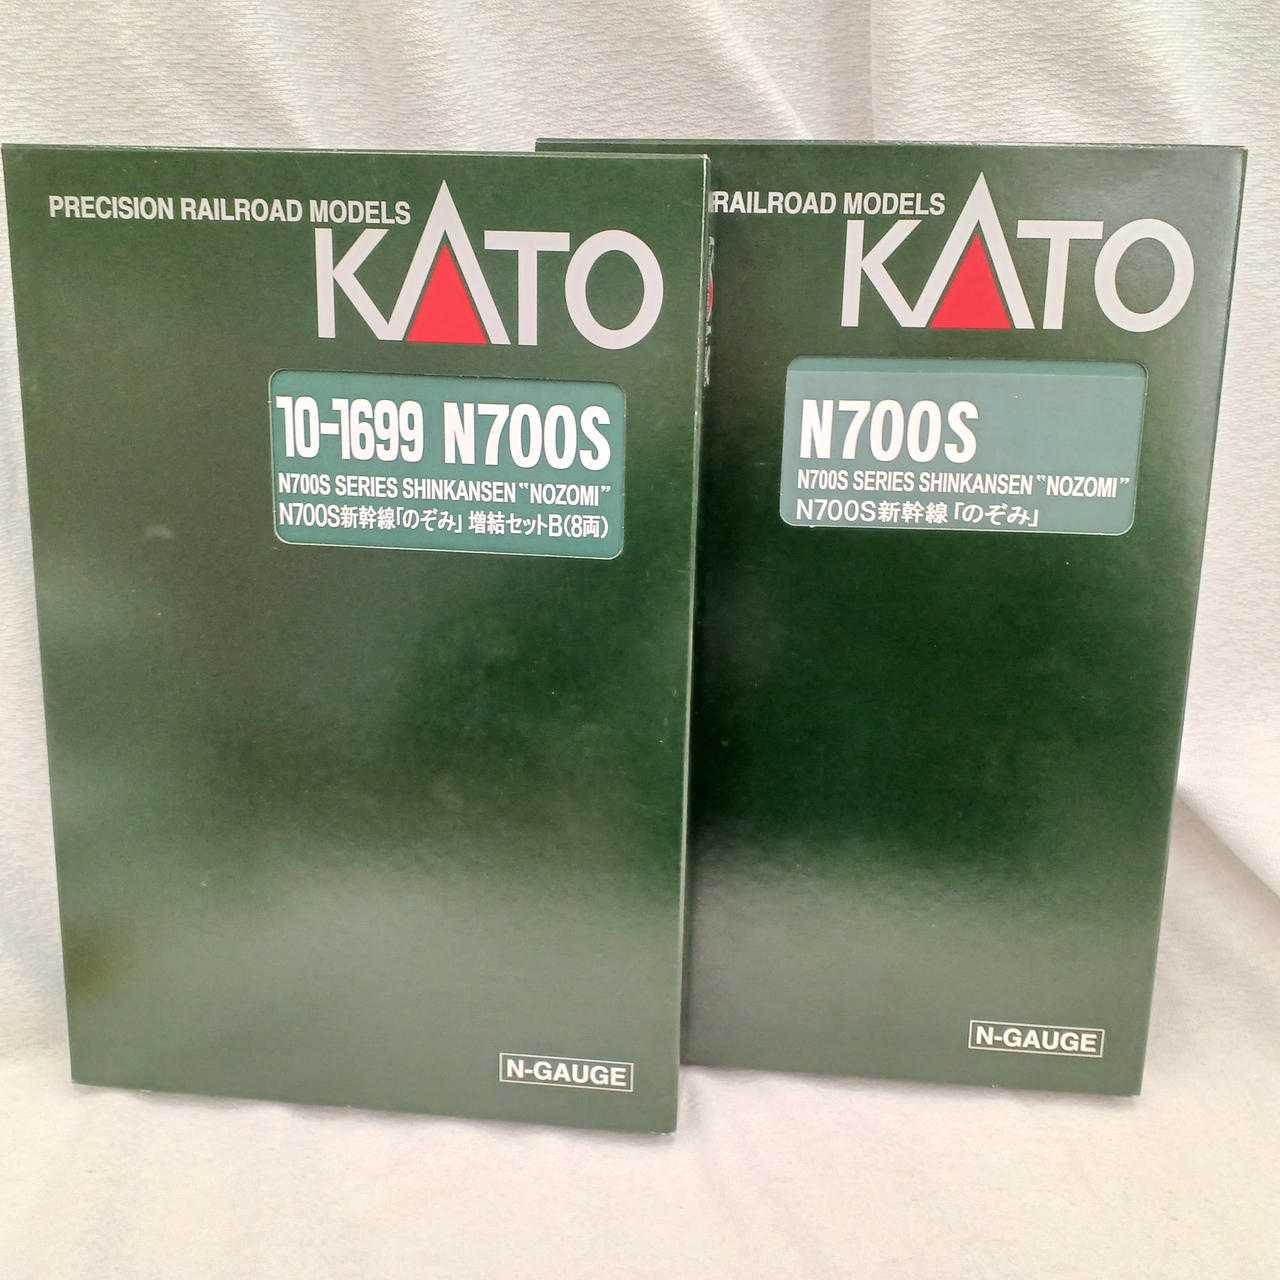 PRECISION RAILROAD MODELS
KATO
10-1699 N700S
N700S SERIES SHINKANSEN “NOZOMI”
N700S新幹線「のぞみ」増結セットB(8両)
N-GAUGE
RAILROAD MODELS
KATO
N700S
N700S SERIES SHINKANSEN “NOZOMI”
N700S新幹線「のぞみ」
N-GAUGE